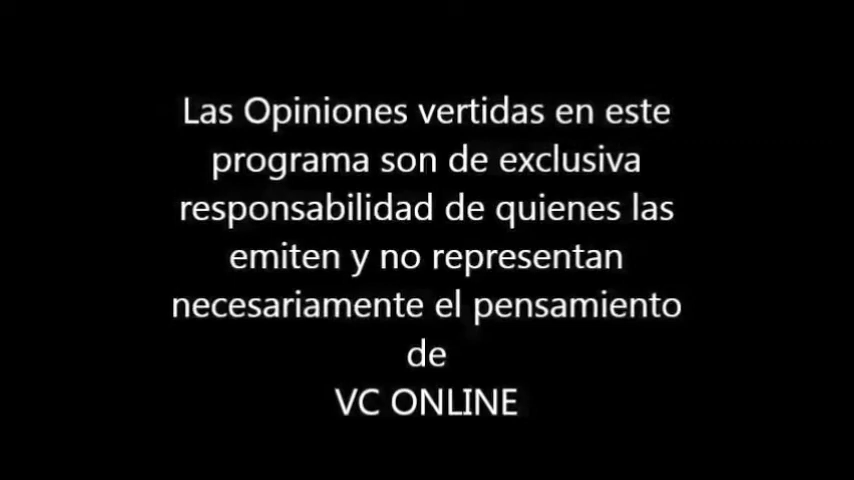 Las Opiniones vertidas en este
programa son de exclusiva
responsabilidad de quienes las
emiten y no representan
necesariamente el pensamiento
de
VC ONLINE